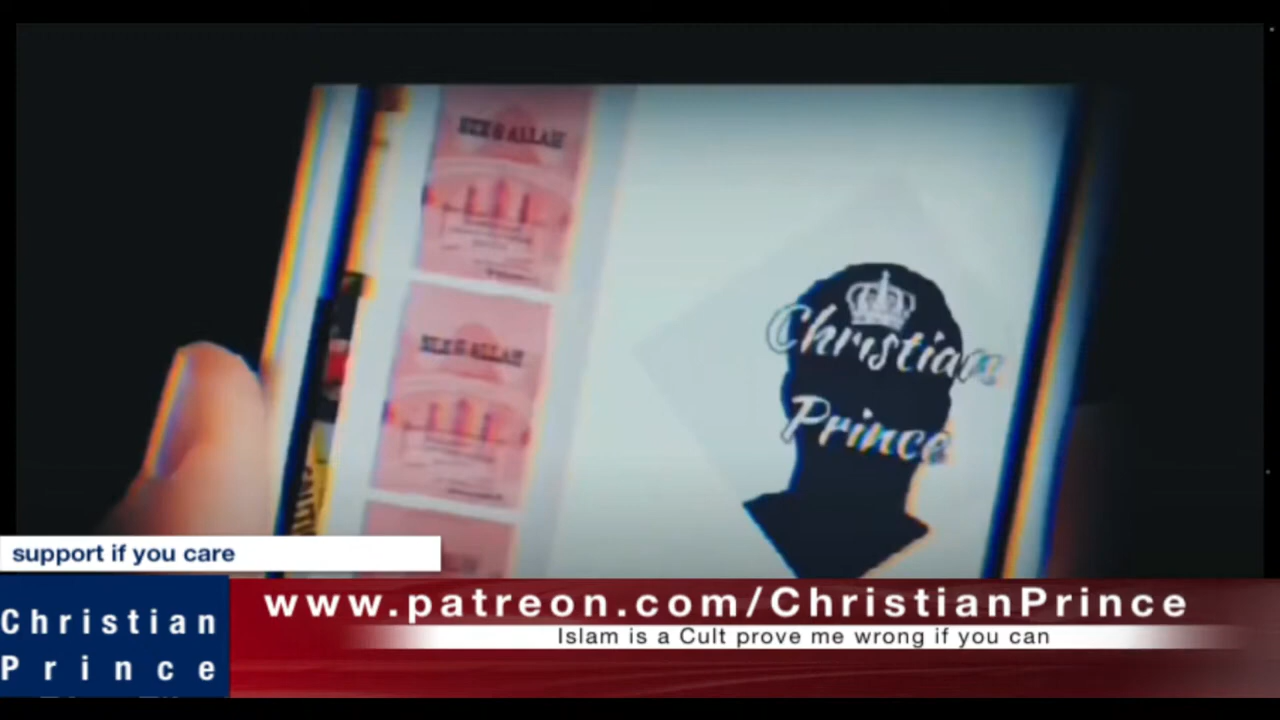 SEX & ALLAH
SEX & ALLAH
Christian
Prince
support if you care
Christian
Prince
www.patreon.com/ChristianPrince
Islam is a Cult prove me wrong if you can